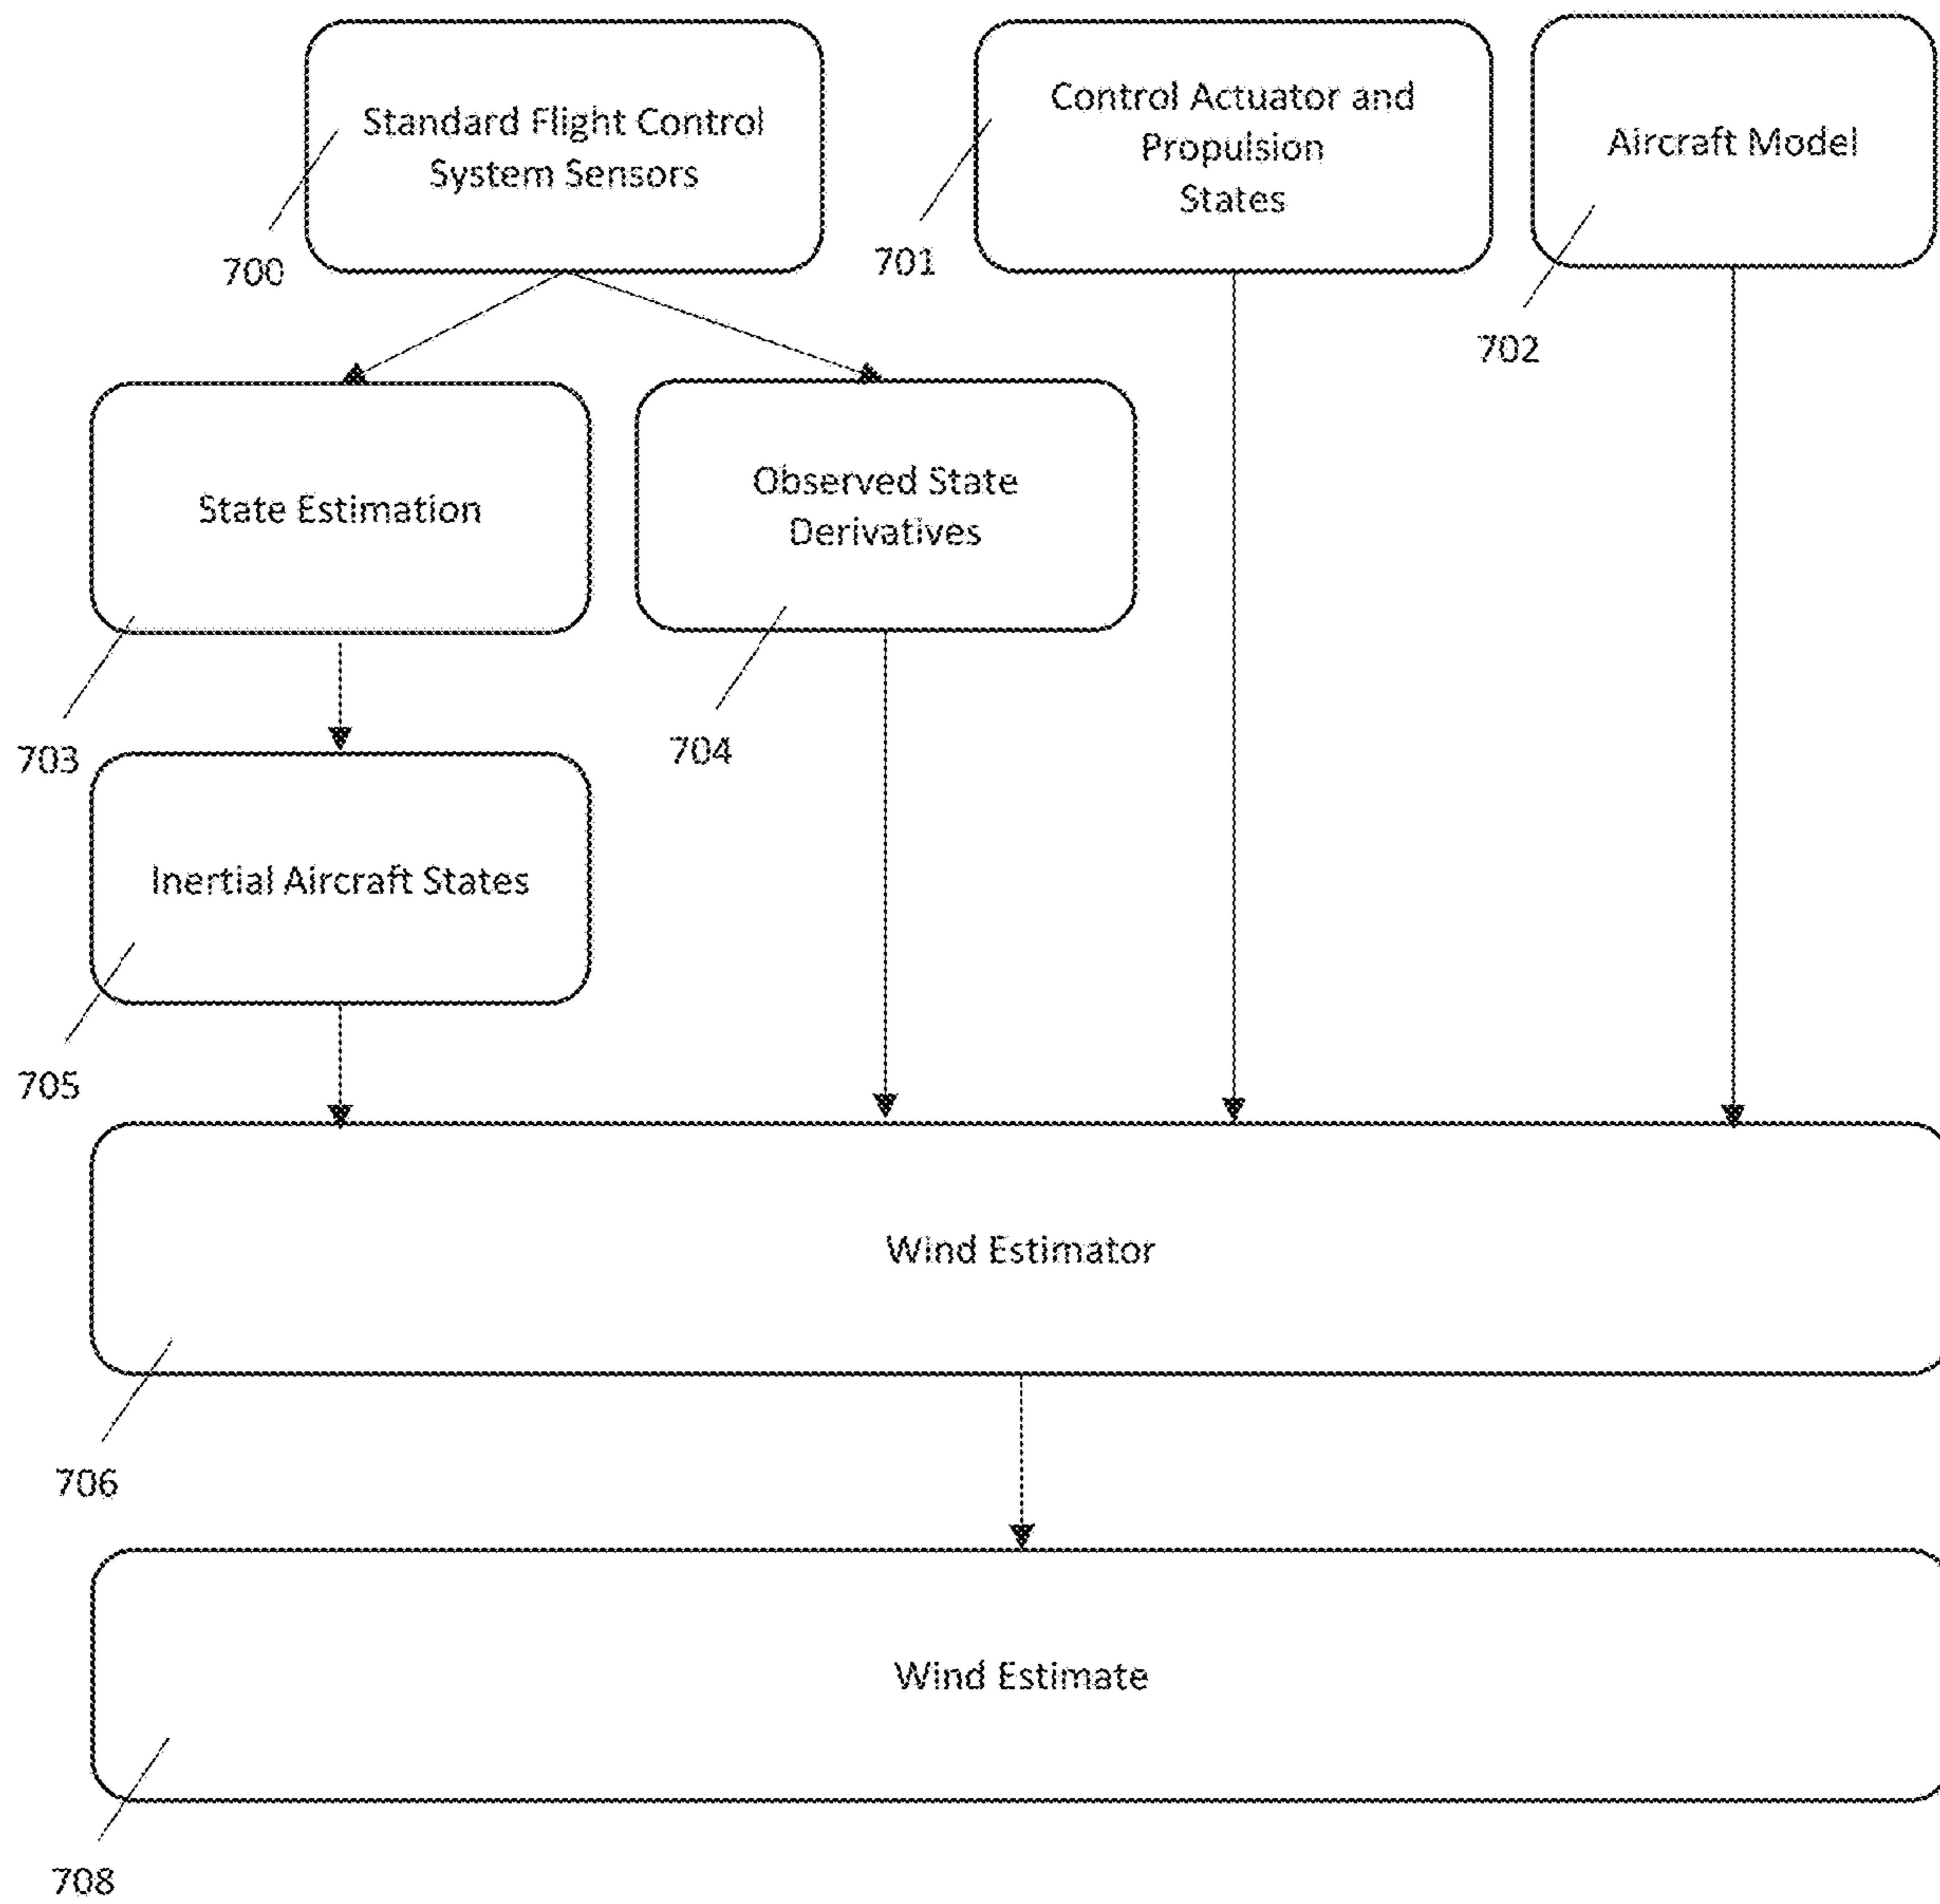 Standard Flight Control
System Sensors
700
Control Actuator and
Propulsion
States
701
Aircraft Model
702
State Estimation
703
Observed State
Derivatives
704
Inertial Aircraft States
705
Wind Estimator
706
Wind Estimate
708